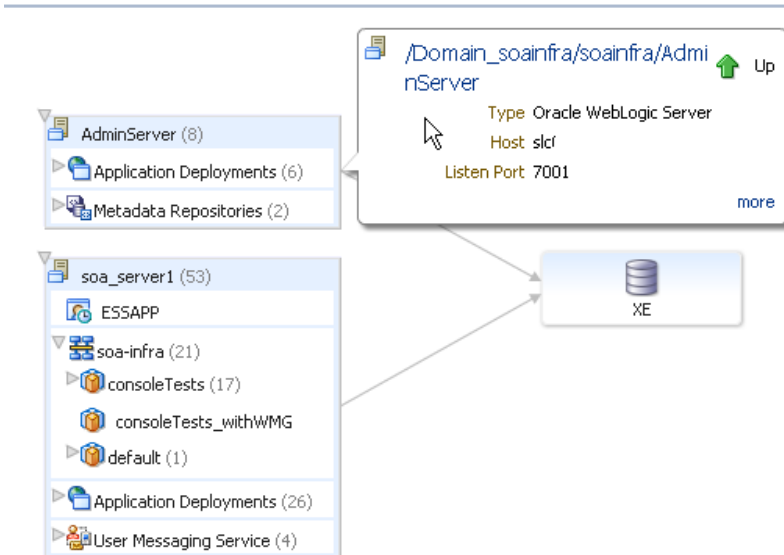 /Domain_soainfra/soainfra/Admi
nServer
Up
Type Oracle WebLogic Server
Host slcf
Listen Port 7001
more
AdminServer (8)
Application Deployments (6)
Metadata Repositories (2)
soa_server1 (53)
ESSAPP
soa-infra (21)
consoleTests (17)
consoleTests_withWMG
default (1)
Application Deployments (26)
User Messaging Service (4)
XE